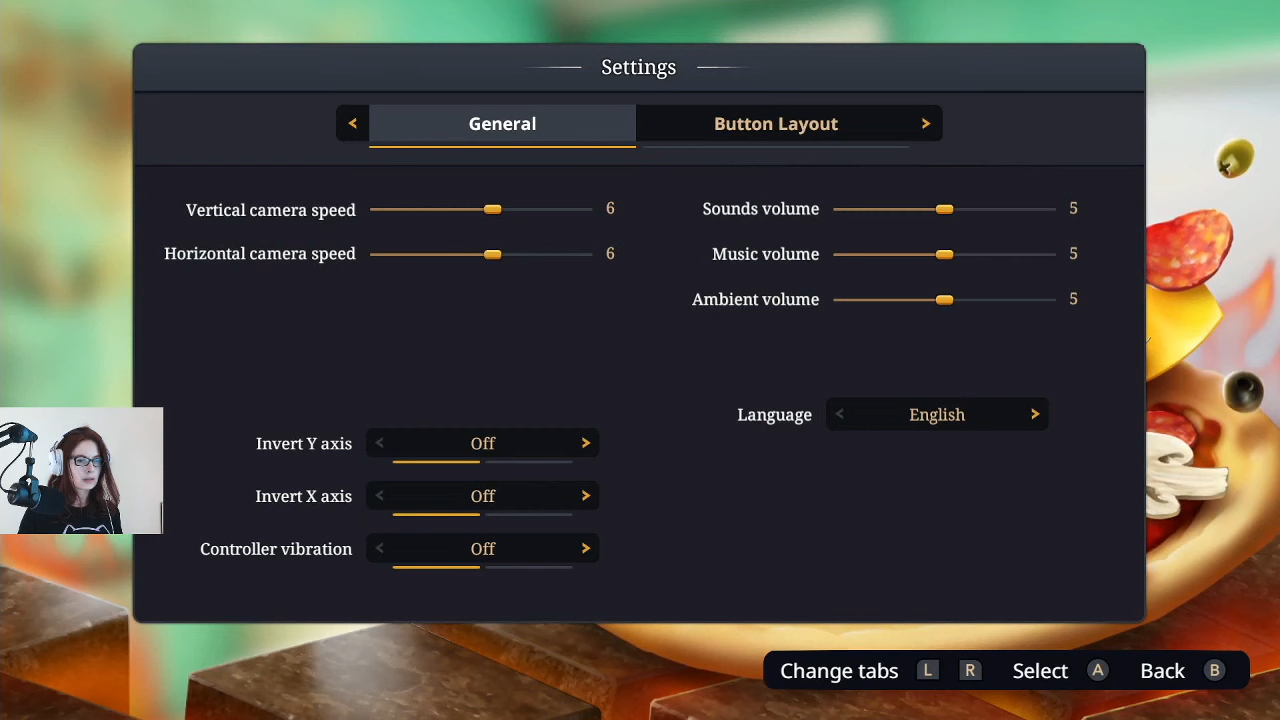 Settings
< General Button Layout >
Vertical camera speed 6
Horizontal camera speed 6
Sounds volume 5
Music volume 5
Ambient volume 5
Language < English >
Invert Y axis < Off >
Invert X axis < Off >
Controller vibration < Off >
Change tabs L R Select A Back B